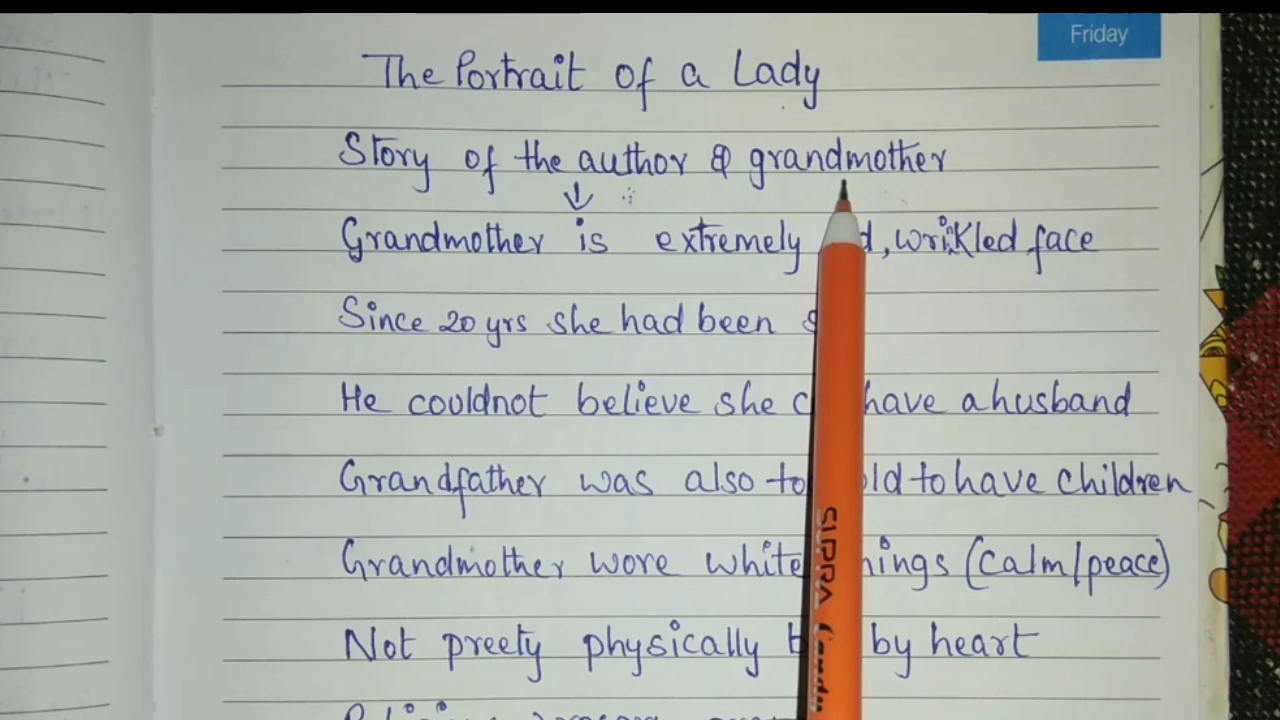 Friday
The Portrait of a Lady
Story of the author & grandmother
Grandmother is extremely , wrikled face
Since 20 yrs she had been
He couldnot believe she have a husband
Grandfather was also to have children
Grandmother wore white (calm/peace)
Not preety physically by heart
SUPRA Candy